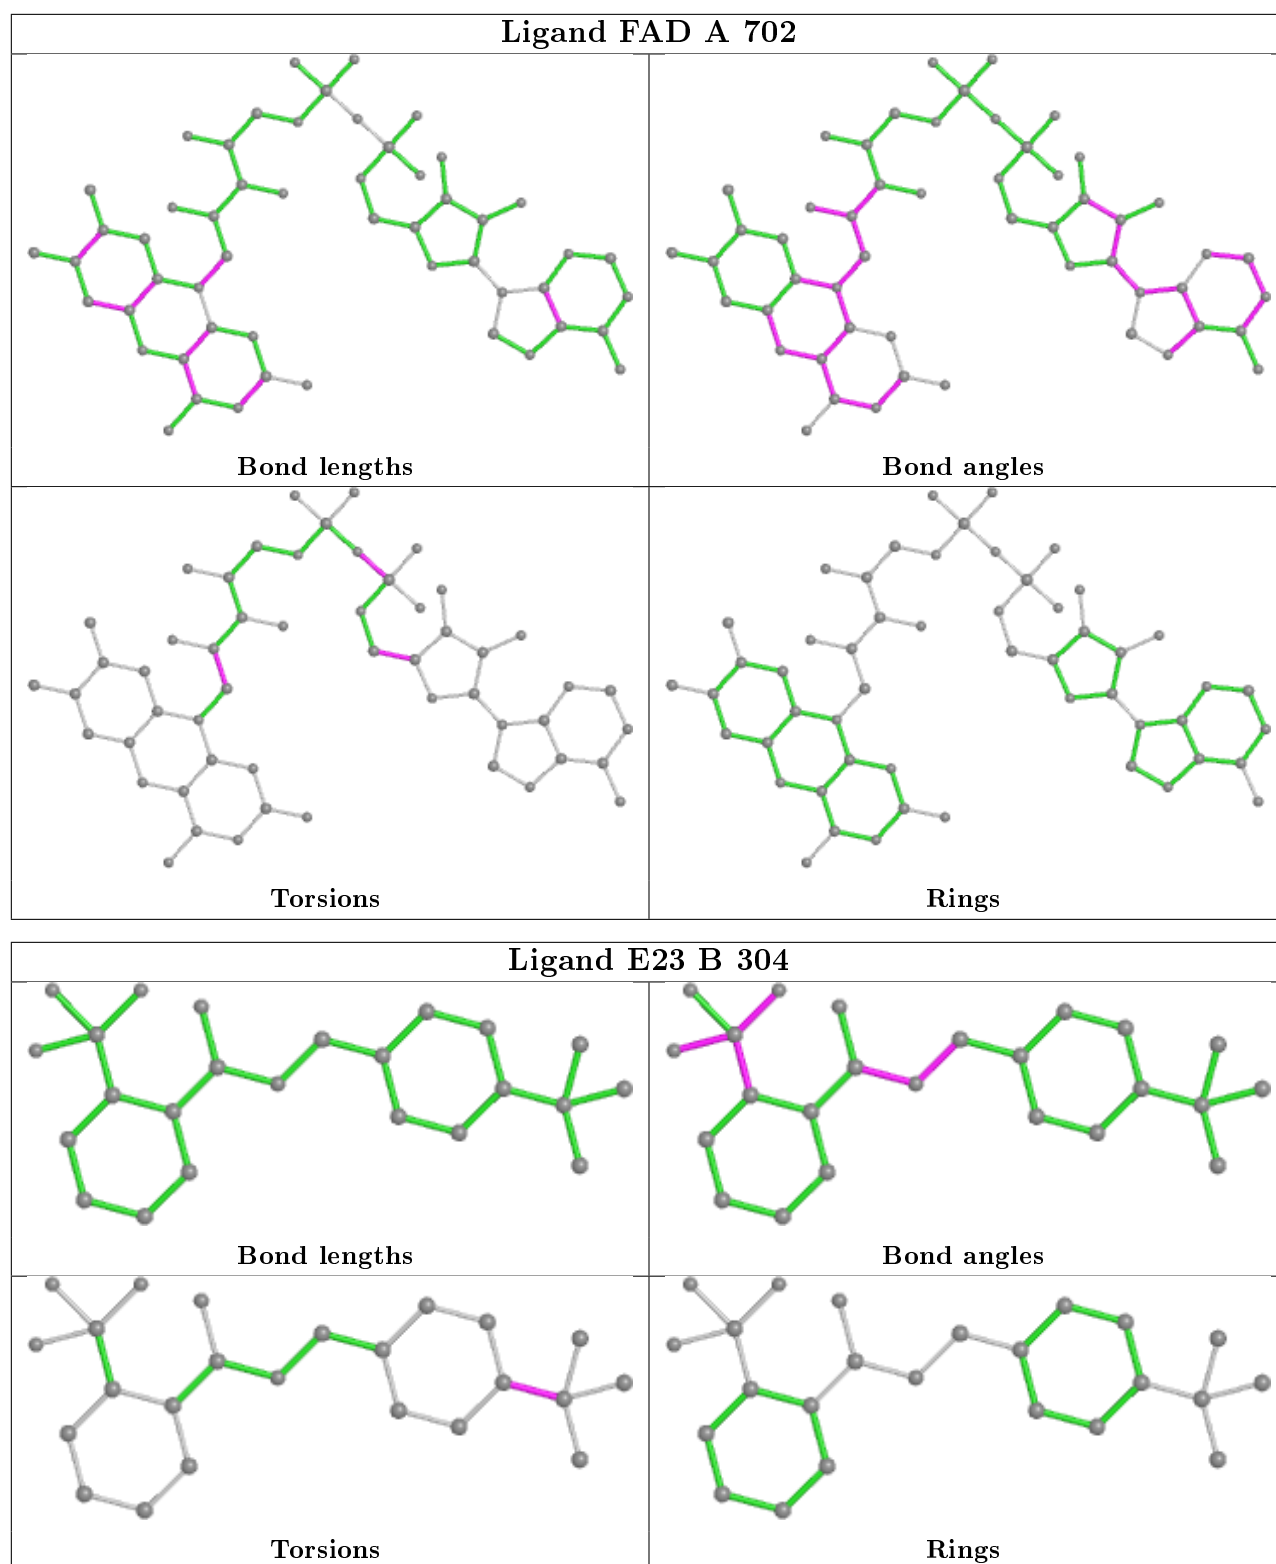 Ligand FAD A 702
Bond lengths
Bond angles
Torsions
Rings
Ligand E23 B 304
Bond lengths
Bond angles
Torsions
Rings